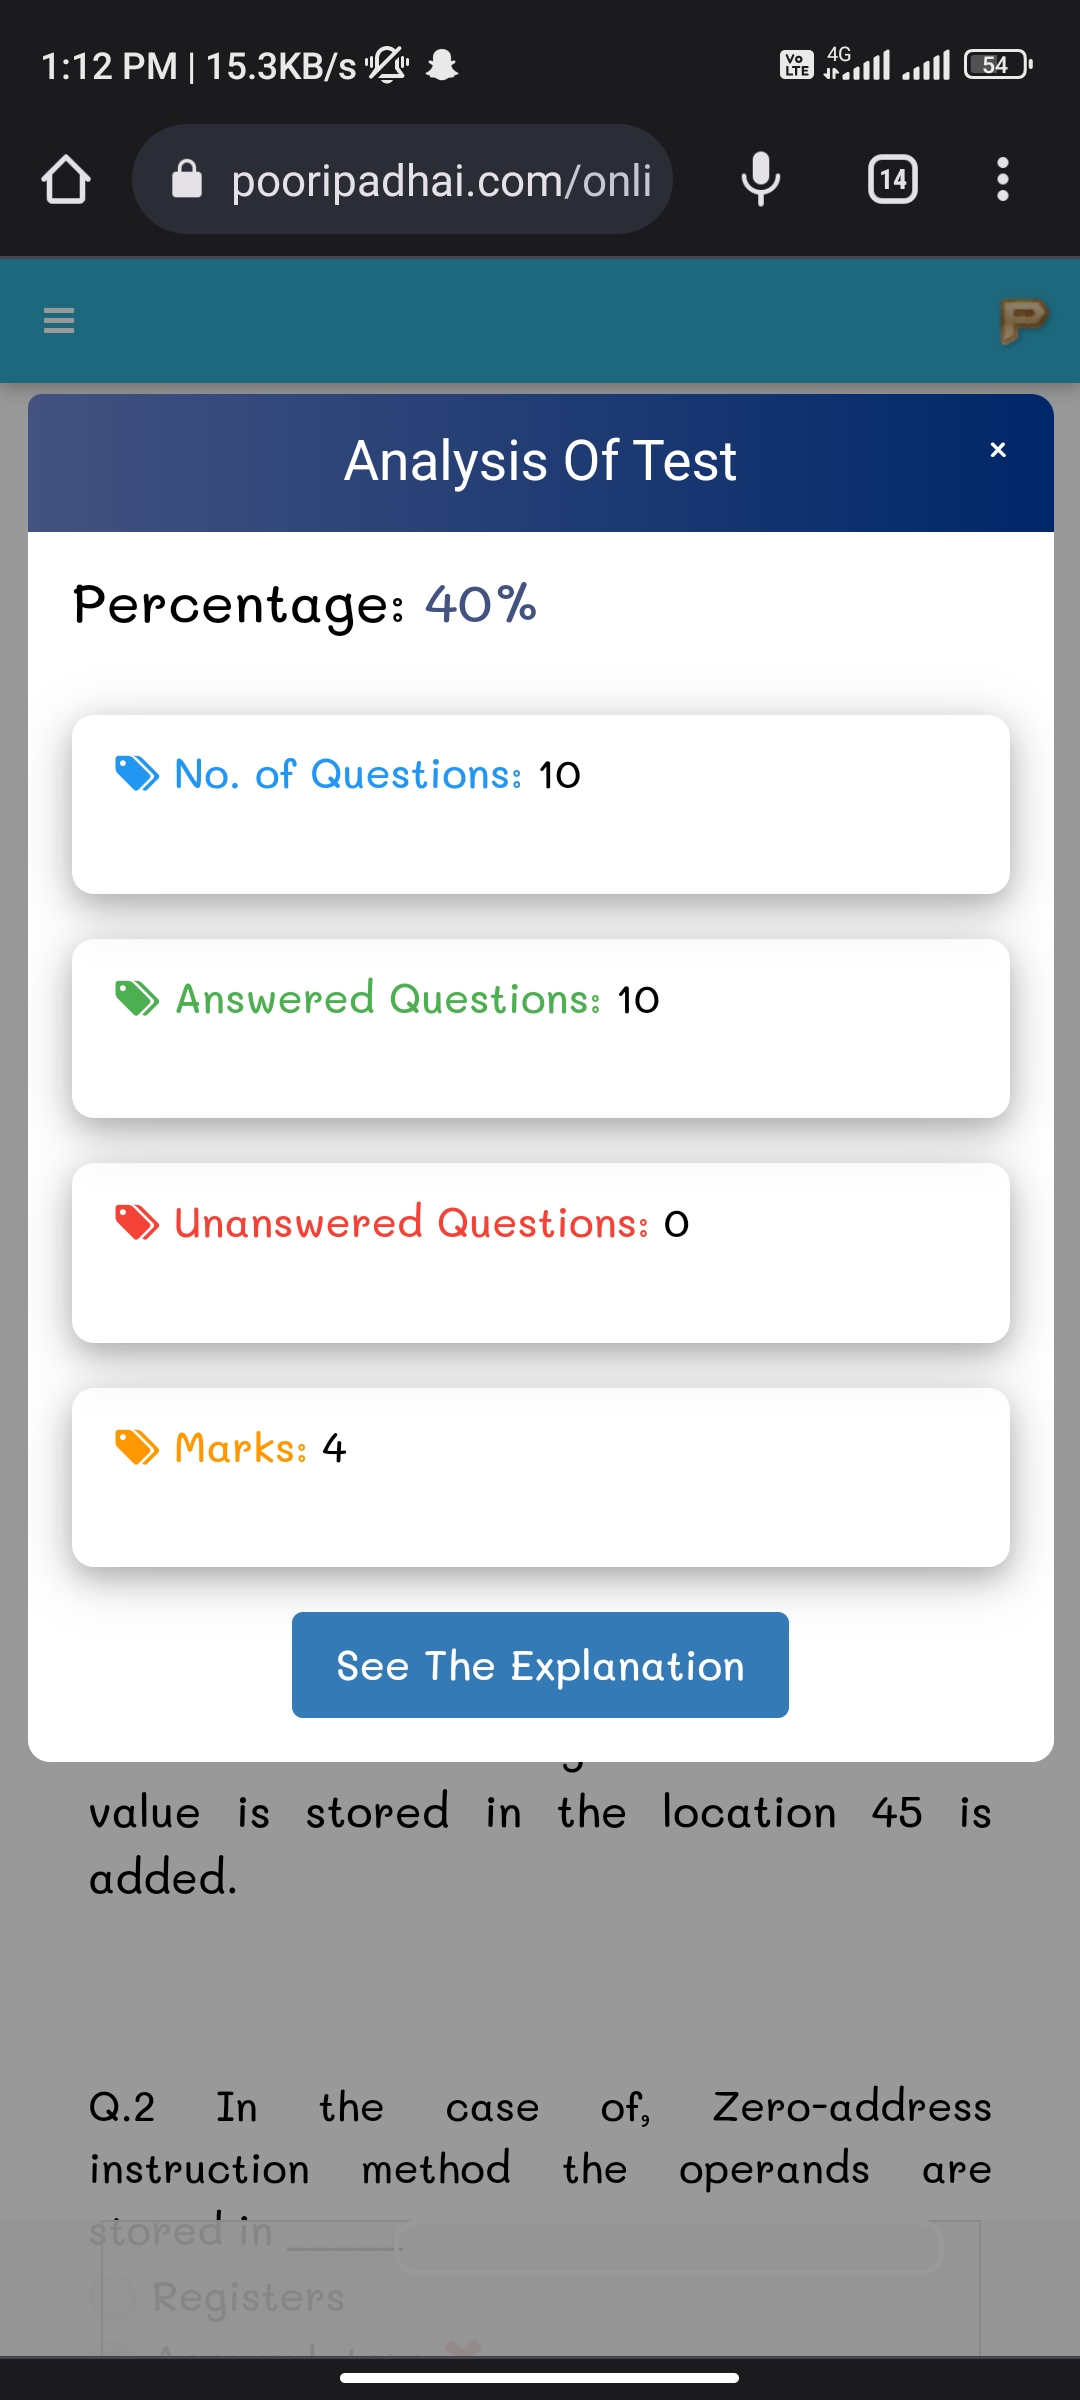 1:12 PM | 15.3KB/s
Vo LTE 4G 54
pooripadhai.com/onli
14
P
Analysis Of Test ×
Percentage: 40%
No. of Questions: 10
Answered Questions: 10
Unanswered Questions: 0
Marks: 4
See The Explanation
value is stored in the location 45 is
added.
Q.2 In the case of, Zero-address
instruction method the operands are
stored in ______
Registers